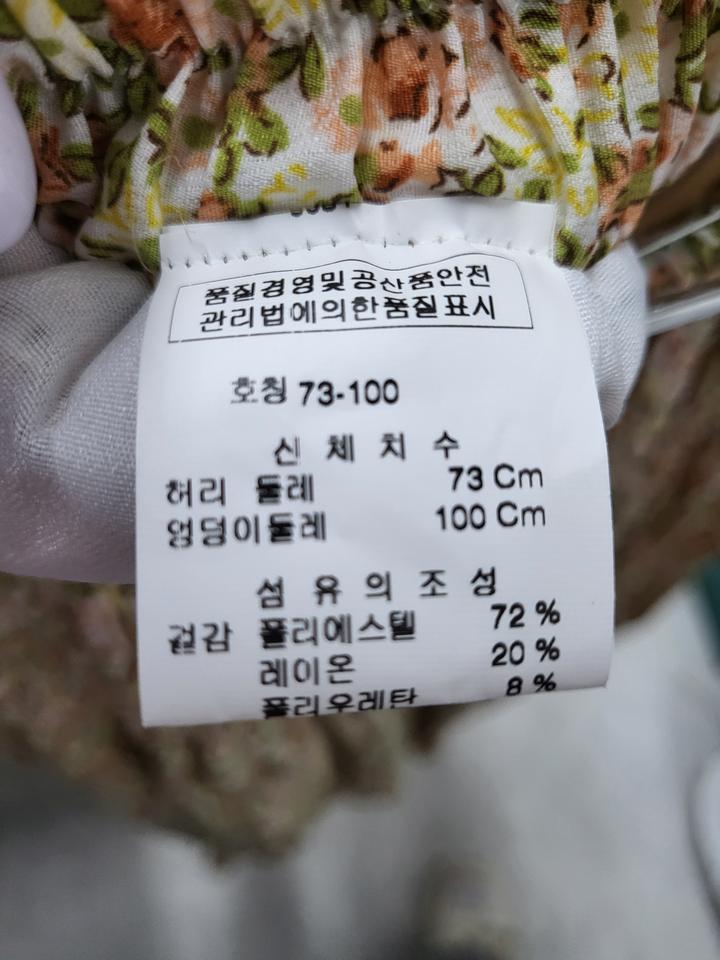 품질경영및공산품안전
관리법에의한품질표시
호칭 73-100
신 체 치 수
허리 둘레 73 Cm
엉덩이둘레 100 Cm
섬 유 의 조 성
겉감 폴리에스텔 72 %
레이온 20 %
폴리우레탄 8 %